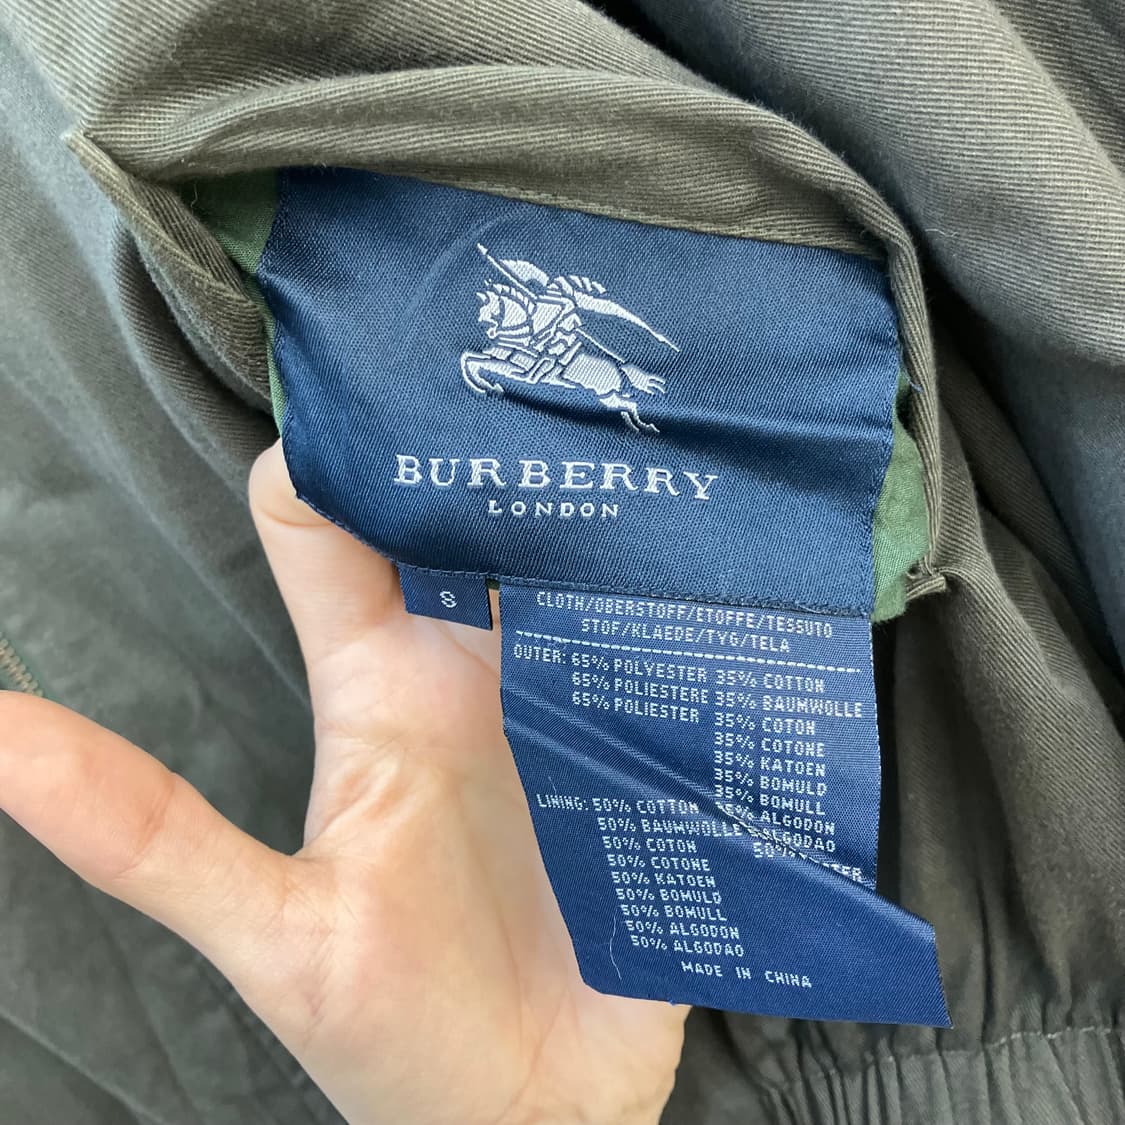 BURBERRY
LONDON
S
CLOTH/OBERSTOFF/ETOFFE/TESSUTO
STOF/KLAEDE/TYG/TELA
OUTER: 65% POLYESTER 35% COTTON
65% POLIESTERE 35% BAUMWOLLE
65% POLIESTER 35% COTON
35% COTONE
35% KATOEN
35% BOMULD
35% BOMULL
35% ALGODON
ALGODAO
LINING: 50% COTTON 50%
50% BAUMWOLLE
50% COTON
50% COTONE
50% KATOEN
50% BOMULD
50% BOMULL
50% ALGODON
50% ALGODAO
MADE IN CHINA